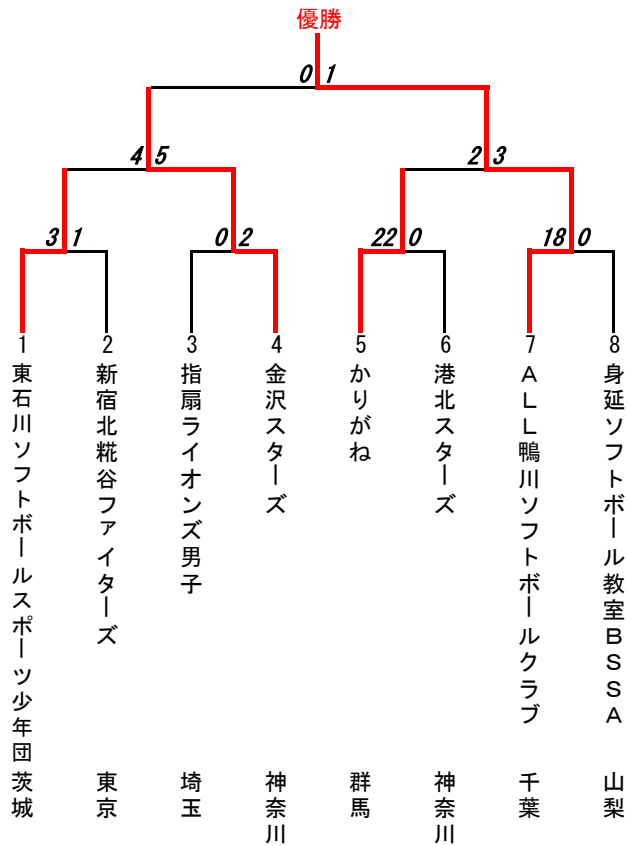 優勝
0 1
4 5
2 3
3 1
0 2
22 0
18 0
1
2
3
4
5
6
7
8
東石川ソフトボールスポーツ少年団
新宿北糀谷ファイターズ
指扇ライオンズ男子
金沢スターズ
かりがね
港北スターズ
ALL鴨川ソフトボールクラブ
身延ソフトボール教室BSSA
茨城
東京
埼玉
神奈川
群馬
神奈川
千葉
山梨